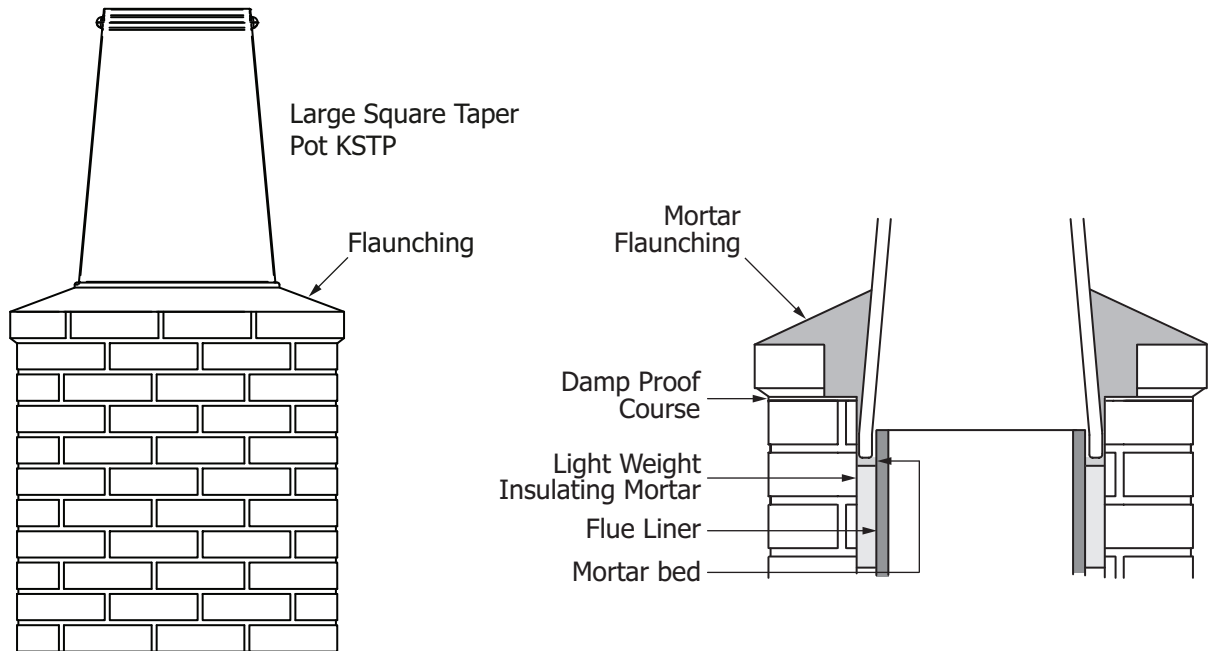 Large Square Taper
Pot KSTP
Flaunching
Mortar
Flaunching
Damp Proof
Course
Light Weight
Insulating Mortar
Flue Liner
Mortar bed